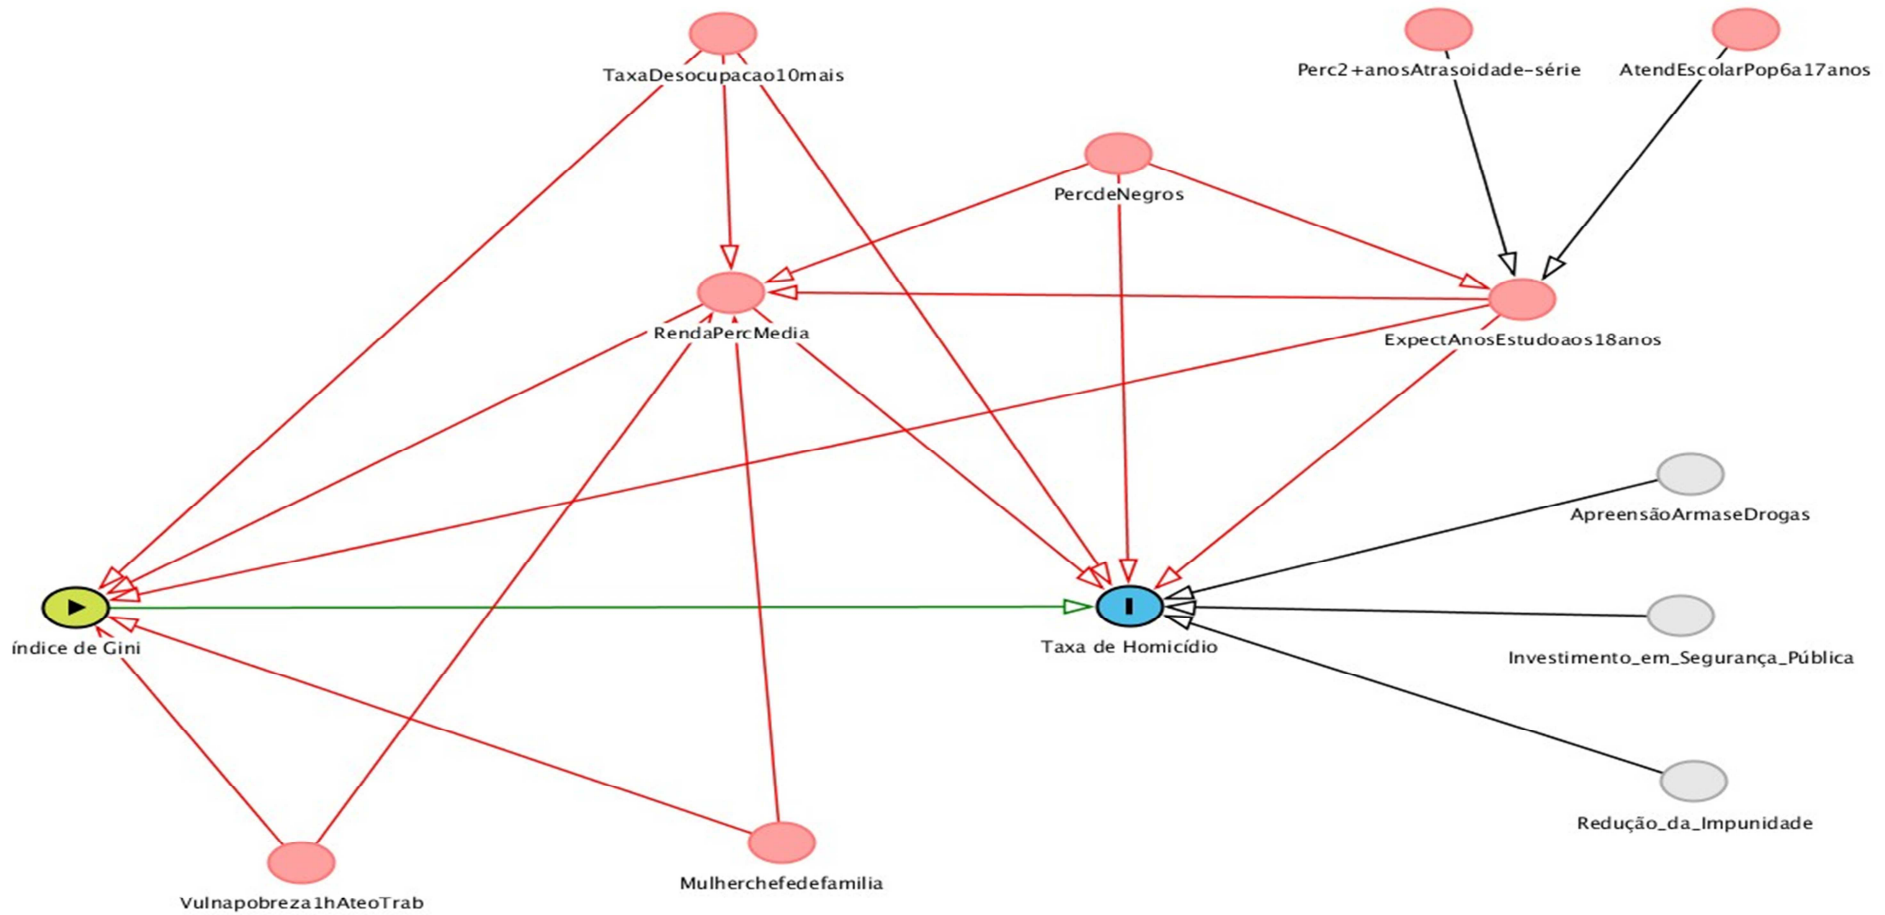 Perc2+anosAtrasoidade-série
AtendEscolarPop6a17anos
TaxaDesocupacao10mais
PercdeNegros
RendaPercMedia
ExpectAnosEstudoaos18anos
ApreensãoArmaseDrogas
índice de Gini
Taxa de Homicídio
Investimento_em_Segurança_Pública
Redução_da_Impunidade
Mulherchefedefamilia
Vulnapobreza1hAteoTrab